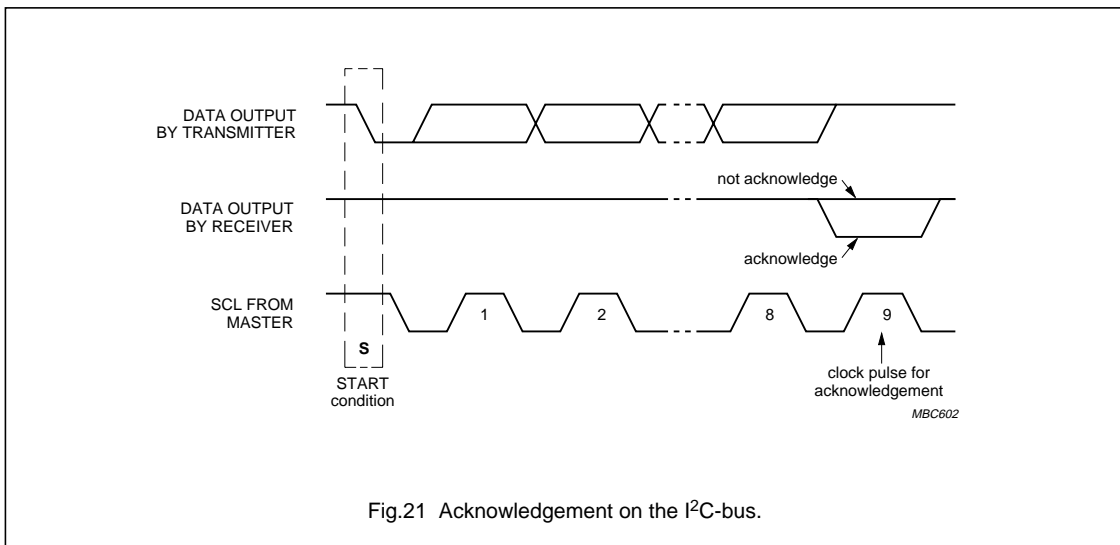 DATA OUTPUT
BY TRANSMITTER
not acknowledge
DATA OUTPUT
BY RECEIVER
acknowledge
SCL FROM
MASTER
1
2
8
9
S
START
condition
clock pulse for
acknowledgement
MBC602
Fig.21 Acknowledgement on the I²C-bus.